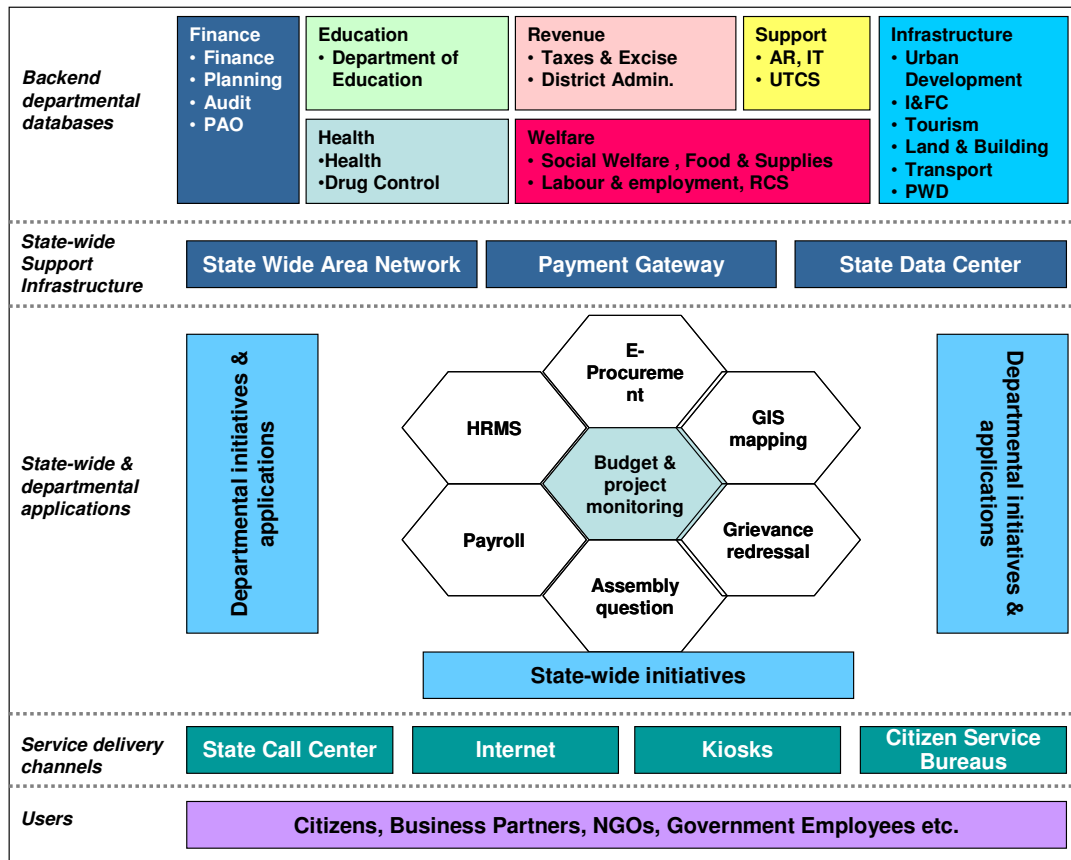 Backend
departmental
databases
Finance
• Finance
• Planning
• Audit
• PAO
Education
• Department of
Education
Revenue
• Taxes & Excise
• District Admin.
Support
• AR, IT
• UTCS
Infrastructure
• Urban
Development
• I&FC
• Tourism
• Land & Building
• Transport
• PWD
Health
•Health
•Drug Control
Welfare
• Social Welfare , Food & Supplies
• Labour & employment, RCS
State-wide
Support
Infrastructure
State Wide Area Network
Payment Gateway
State Data Center
State-wide &
departmental
applications
Departmental initiatives &
applications
E-
Procureme
nt
HRMS
GIS
mapping
Budget &
project
monitoring
Payroll
Grievance
redressal
Assembly
question
Departmental initiatives &
applications
State-wide initiatives
Service delivery
channels
State Call Center
Internet
Kiosks
Citizen Service
Bureaus
Users
Citizens, Business Partners, NGOs, Government Employees etc.